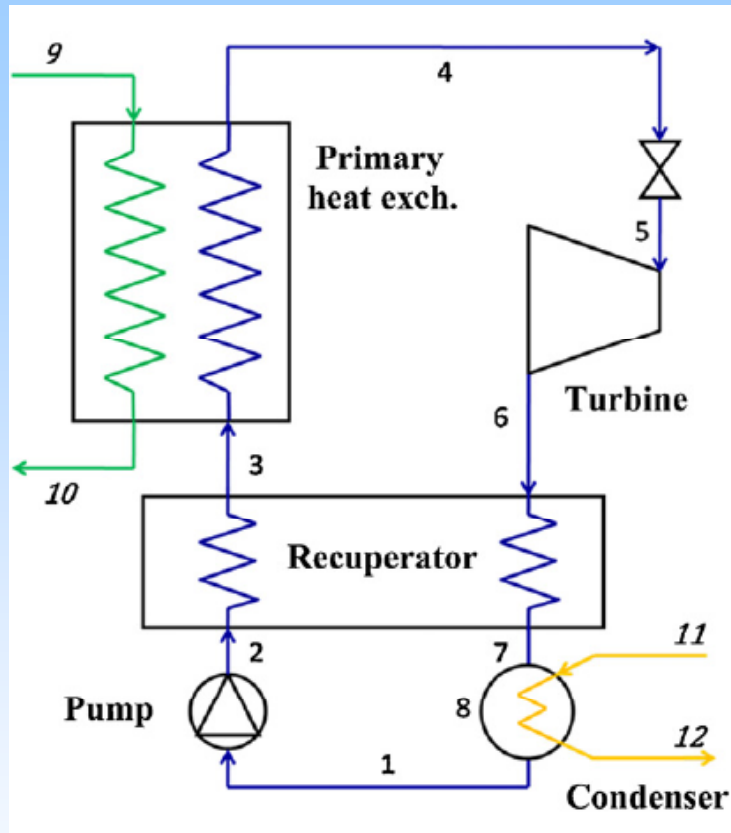 9
4
Primary
heat exch.
5
Turbine
6
3
10
Recuperator
2
7
11
Pump
8
12
1
Condenser